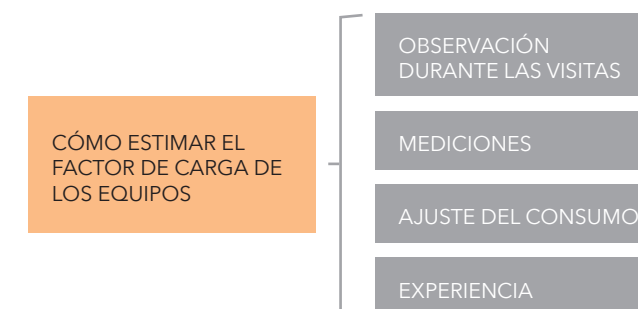 CÓMO ESTIMAR EL
FACTOR DE CARGA DE
LOS EQUIPOS
OBSERVACIÓN
DURANTE LAS VISITAS
MEDICIONES
AJUSTE DEL CONSUMO
EXPERIENCIA